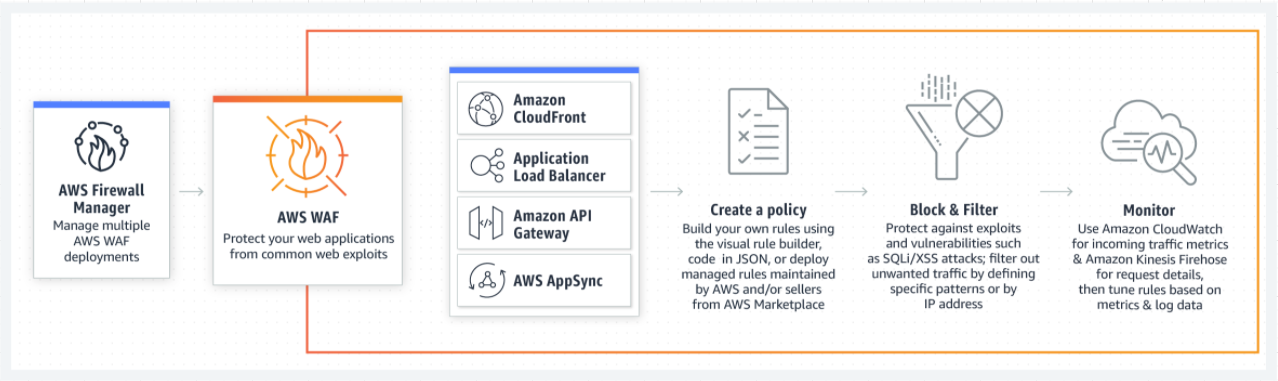 AWS Firewall
Manager
Manage multiple
AWS WAF
deployments
AWS WAF
Protect your web applications
from common web exploits
Amazon
CloudFront
Application
Load Balancer
Amazon API
Gateway
AWS AppSync
Create a policy
Build your own rules using
the visual rule builder,
code in JSON, or deploy
managed rules maintained
by AWS and/or sellers
from AWS Marketplace
Block & Filter
Protect against exploits
and vulnerabilities such
as SQLi/XSS attacks; filter out
unwanted traffic by defining
specific patterns or by
IP address
Monitor
Use Amazon CloudWatch
for incoming traffic metrics
& Amazon Kinesis Firehose
for request details,
then tune rules based on
metrics & log data